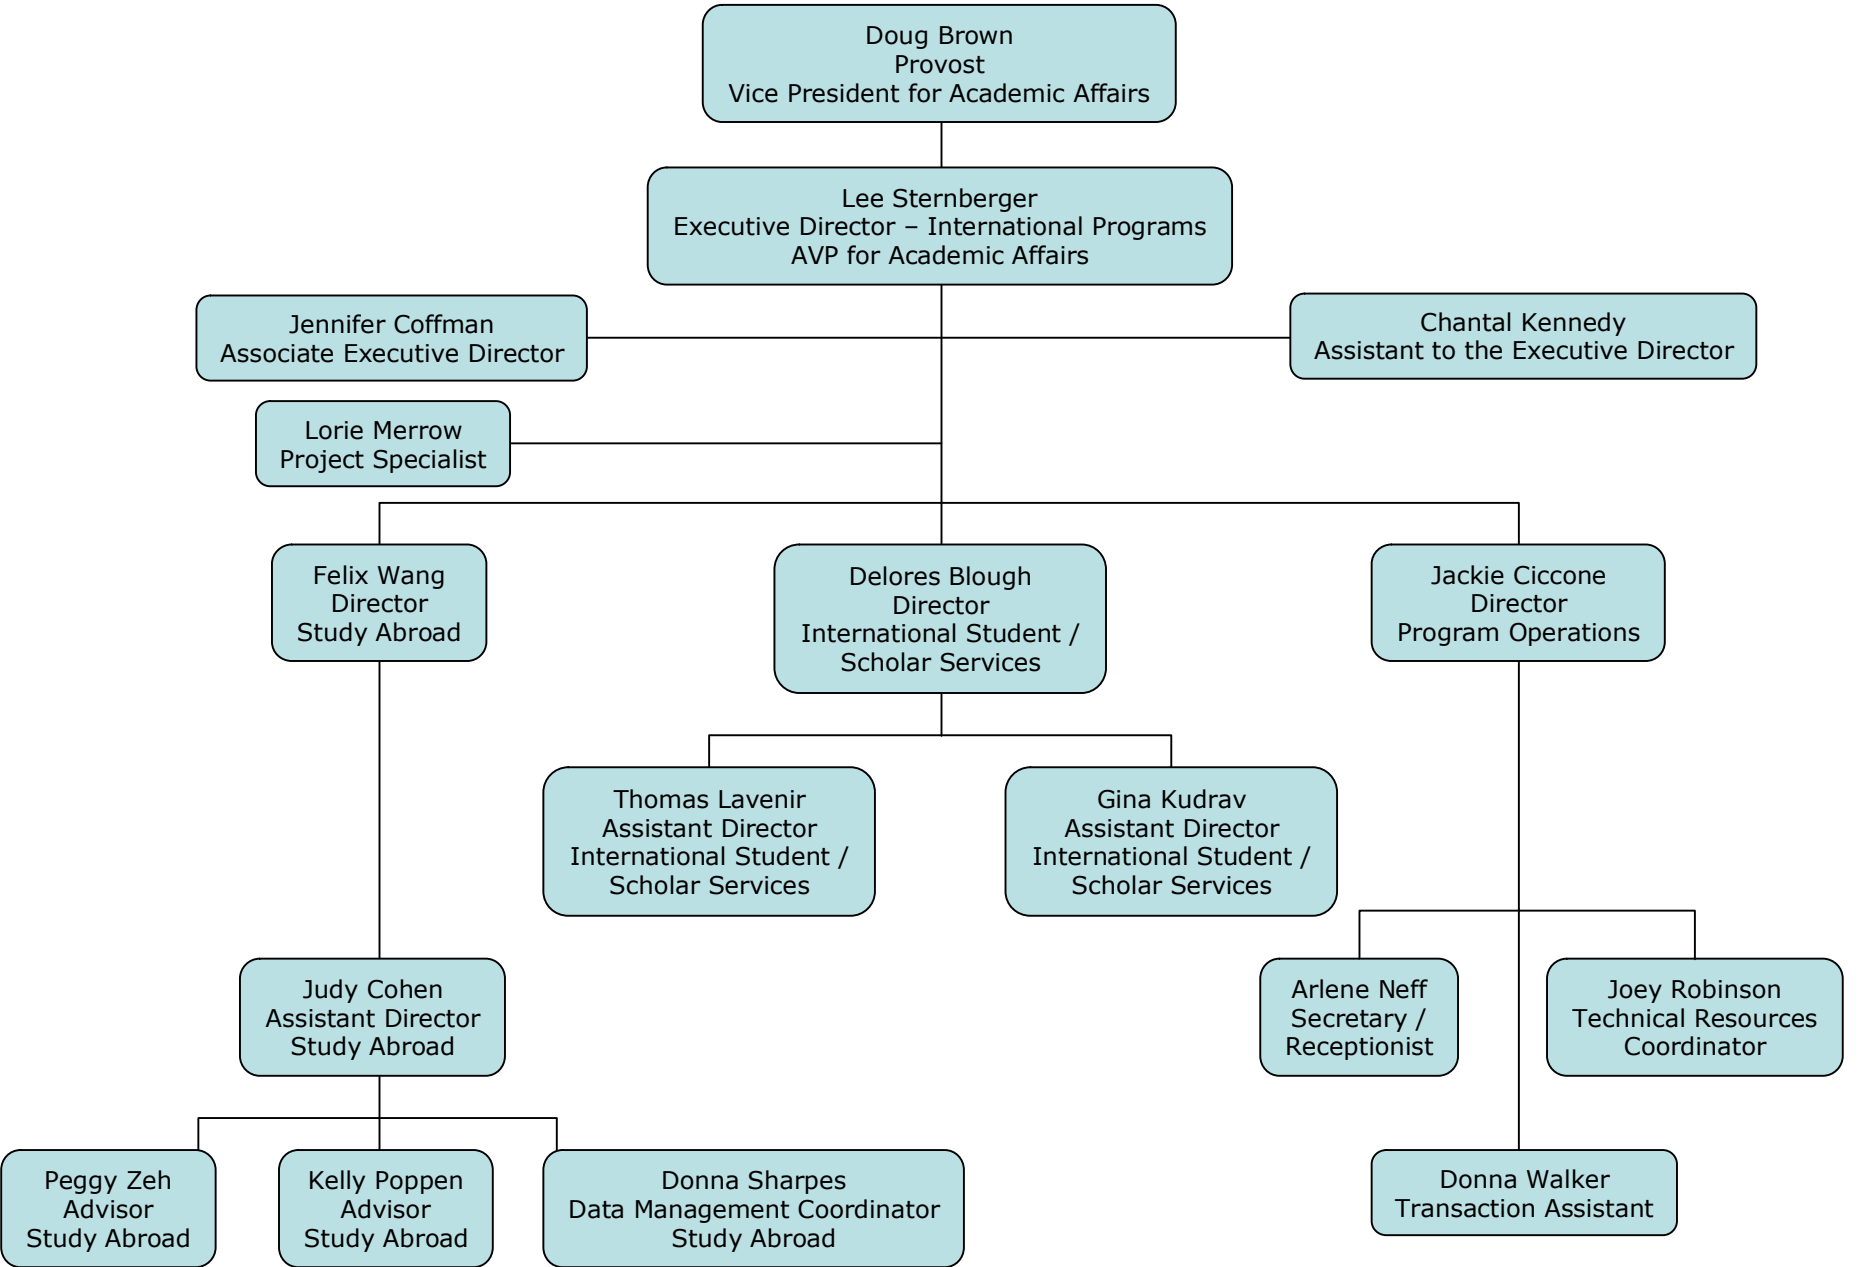 Doug Brown
Provost
Vice President for Academic Affairs
Lee Sternberger
Executive Director – International Programs
AVP for Academic Affairs
Jennifer Coffman
Associate Executive Director
Chantal Kennedy
Assistant to the Executive Director
Lorie Merrow
Project Specialist
Felix Wang
Director
Study Abroad
Delores Blough
Director
International Student /
Scholar Services
Jackie Ciccone
Director
Program Operations
Thomas Lavenir
Assistant Director
International Student /
Scholar Services
Gina Kudrav
Assistant Director
International Student /
Scholar Services
Judy Cohen
Assistant Director
Study Abroad
Arlene Neff
Secretary /
Receptionist
Joey Robinson
Technical Resources
Coordinator
Peggy Zeh
Advisor
Study Abroad
Kelly Poppen
Advisor
Study Abroad
Donna Sharpes
Data Management Coordinator
Study Abroad
Donna Walker
Transaction Assistant